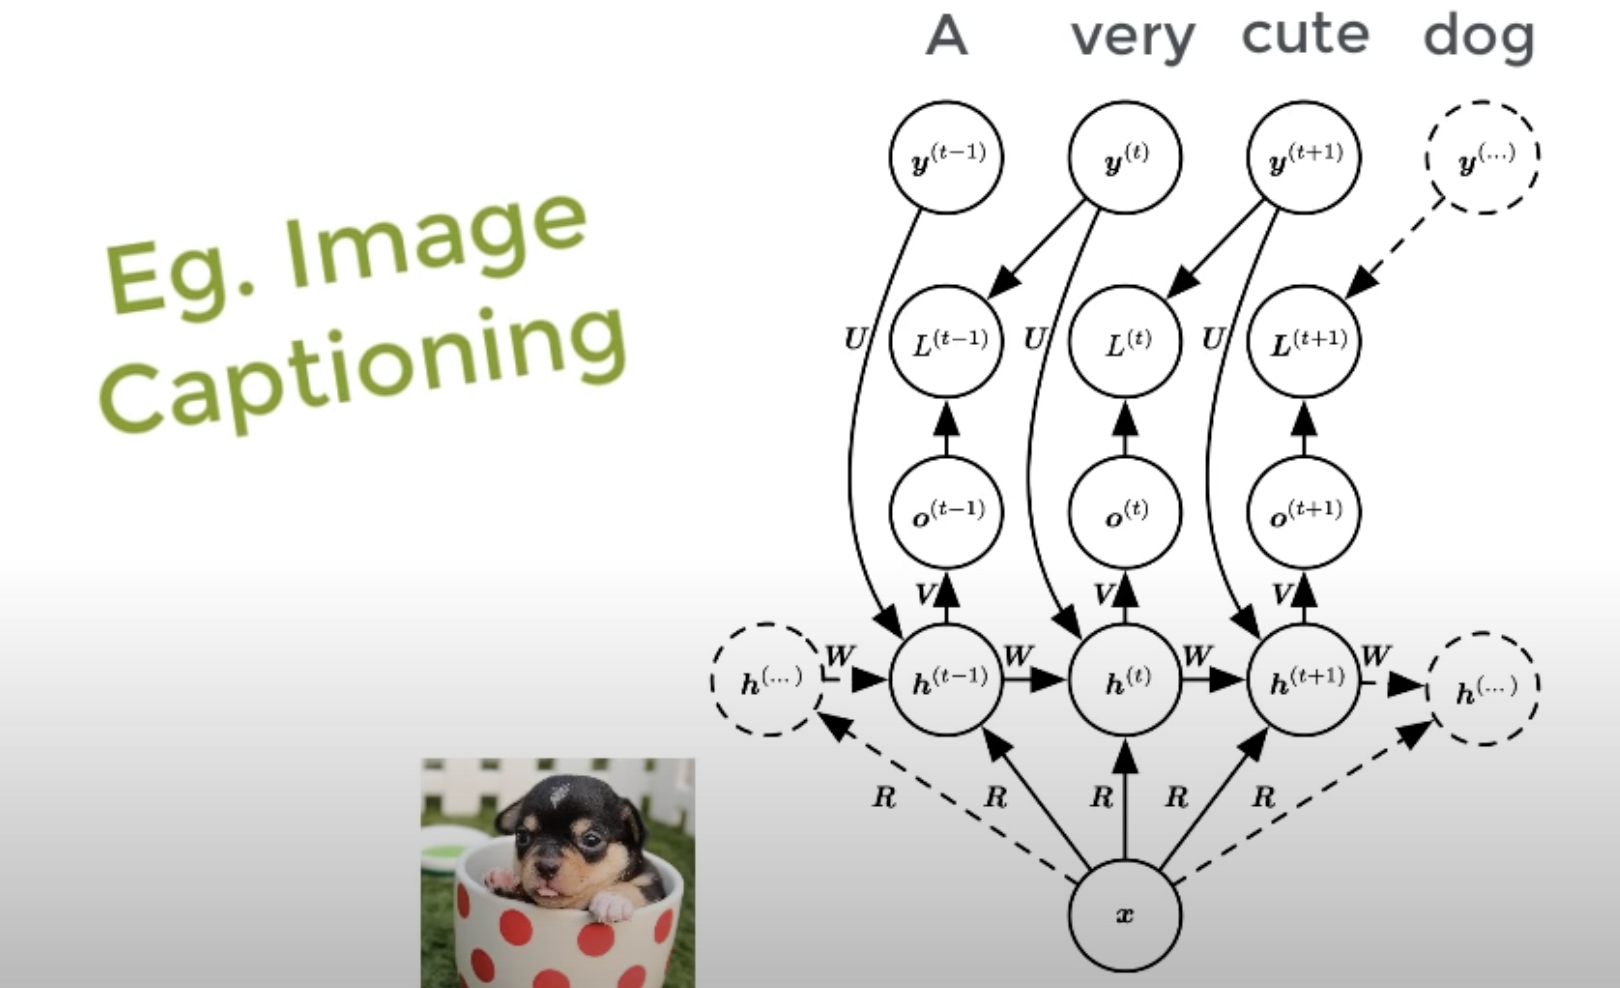 A very cute dog
Eg. Image
Captioning
y^(t−1) y^(t) y^(t+1) y^(...)
U L^(t−1) U L^(t) U L^(t+1)
o^(t−1) o^(t) o^(t+1)
V V V
W W W W
h^(...) h^(t−1) h^(t) h^(t+1) h^(...)
R R R R R
x